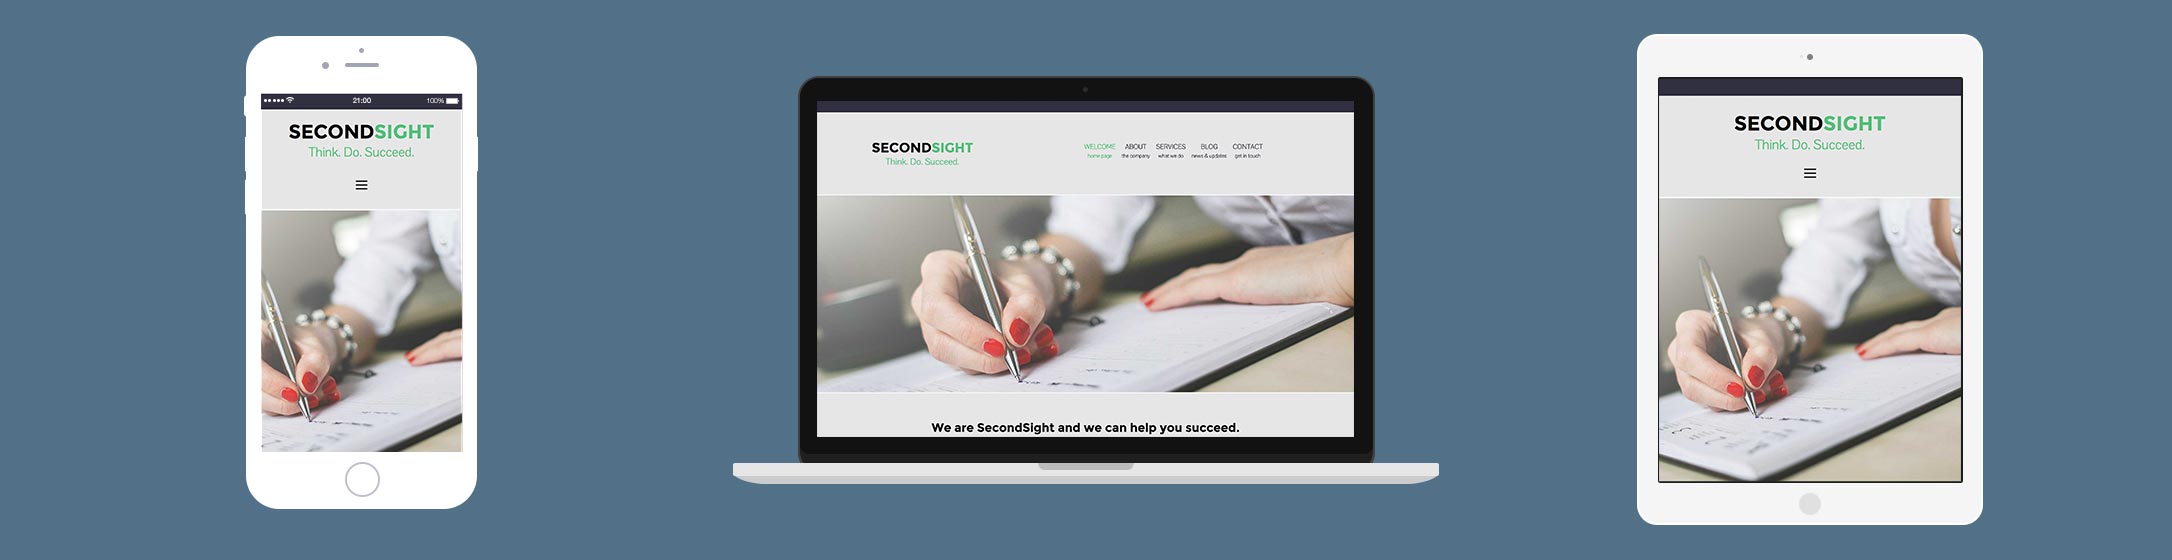 21:00
100%
SECONDSIGHT
Think. Do. Succeed.
SECONDSIGHT
Think. Do. Succeed.
WELCOME ABOUT SERVICES BLOG CONTACT
home page the company what we do news & updates get in touch
We are SecondSight and we can help you succeed.
SECONDSIGHT
Think. Do. Succeed.